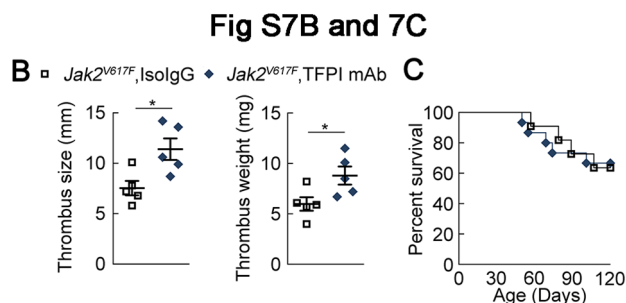 Fig S7B and 7C
B
Jak2V617F,IsoIgG
Jak2V617F,TFPI mAb
C
Thrombus size (mm)
15
10
5
0
*
Thrombus weight (mg)
15
10
5
0
*
Percent survival
100
80
60
40
20
0
0 30 60 90 120
Age (Days)